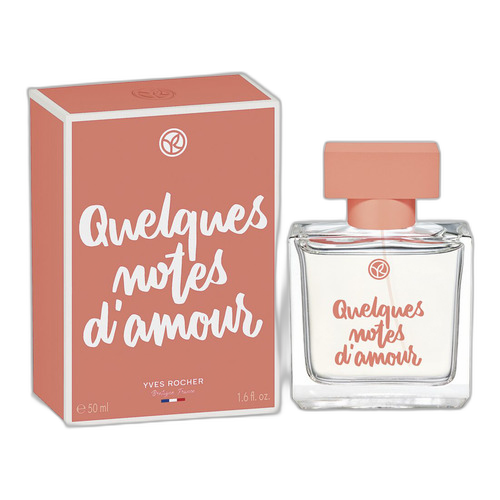 Quelques
notes
d'amour
YVES ROCHER
e 50 ml
1.6 fl. oz.
Quelques
notes
d'amour